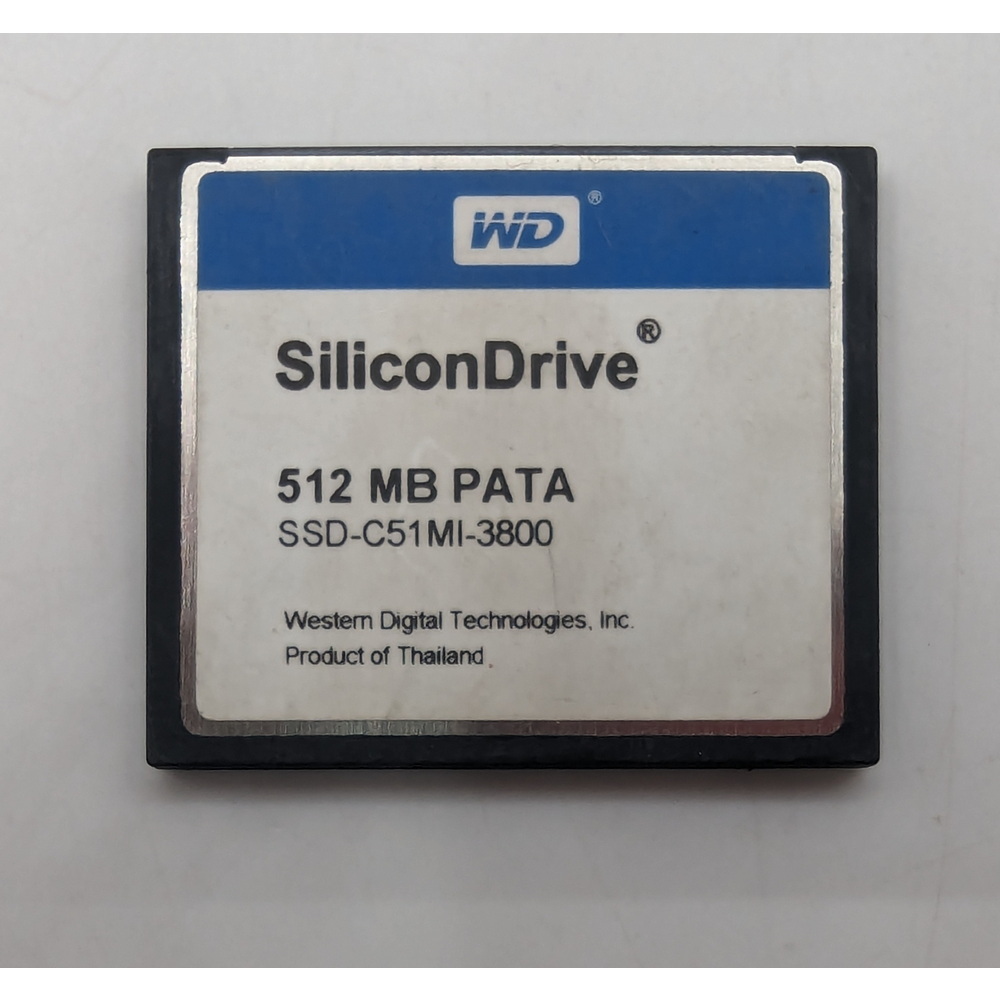 WD®
SiliconDrive®
512 MB PATA
SSD-C51MI-3800
Western Digital Technologies, Inc.
Product of Thailand